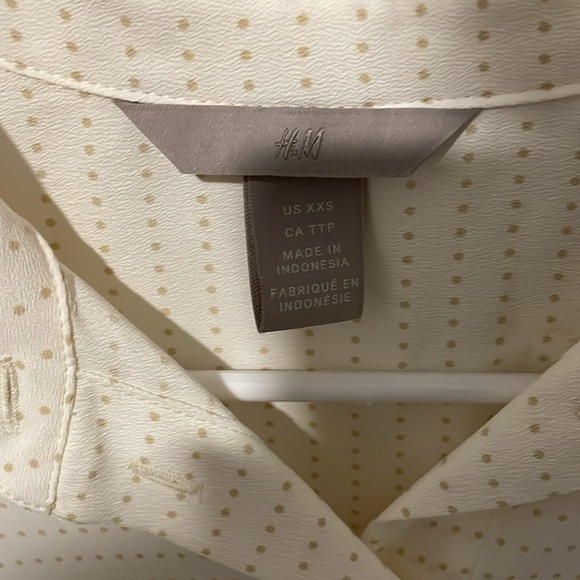 H&M
US XXS
CA TTP
MADE IN
INDONESIA
FABRIQUÉ EN
INDONÉSIE